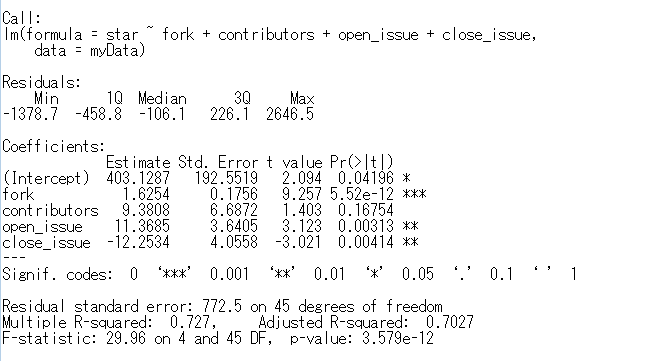 Call:
lm(formula = star ~ fork + contributors + open_issue + close_issue,
    data = myData)
Residuals:
    Min      1Q  Median      3Q     Max
-1378.7  -458.8  -106.1   226.1  2646.5
Coefficients:
             Estimate Std. Error t value Pr(>|t|)
(Intercept)  403.1287   192.5519   2.094  0.04196 *
fork           1.6254     0.1756   9.257 5.52e-12 ***
contributors   9.3808     6.6872   1.403  0.16754
open_issue    11.3685     3.6405   3.123  0.00313 **
close_issue  -12.2534     4.0558  -3.021  0.00414 **
---
Signif. codes:  0 ‘***’ 0.001 ‘**’ 0.01 ‘*’ 0.05 ‘.’ 0.1 ‘ ’ 1
Residual standard error: 772.5 on 45 degrees of freedom
Multiple R-squared:  0.727,     Adjusted R-squared:  0.7027
F-statistic: 29.96 on 4 and 45 DF,  p-value: 3.579e-12